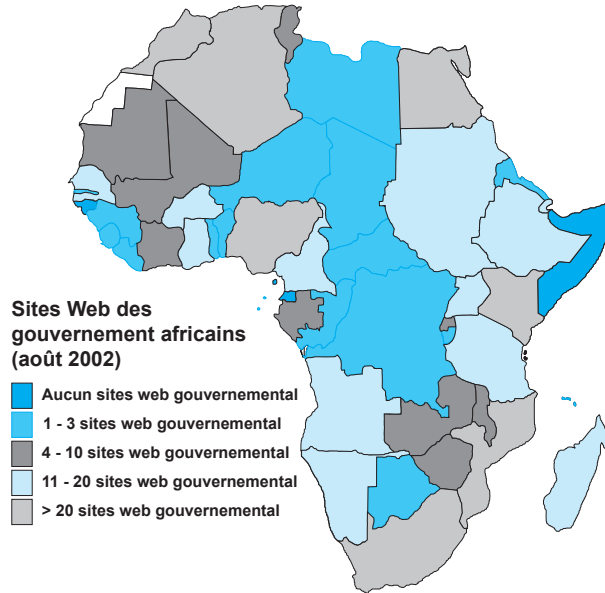 Sites Web des
gouvernement africains
(août 2002)
Aucun sites web gouvernemental
1 - 3 sites web gouvernemental
4 - 10 sites web gouvernemental
11 - 20 sites web gouvernemental
> 20 sites web gouvernemental